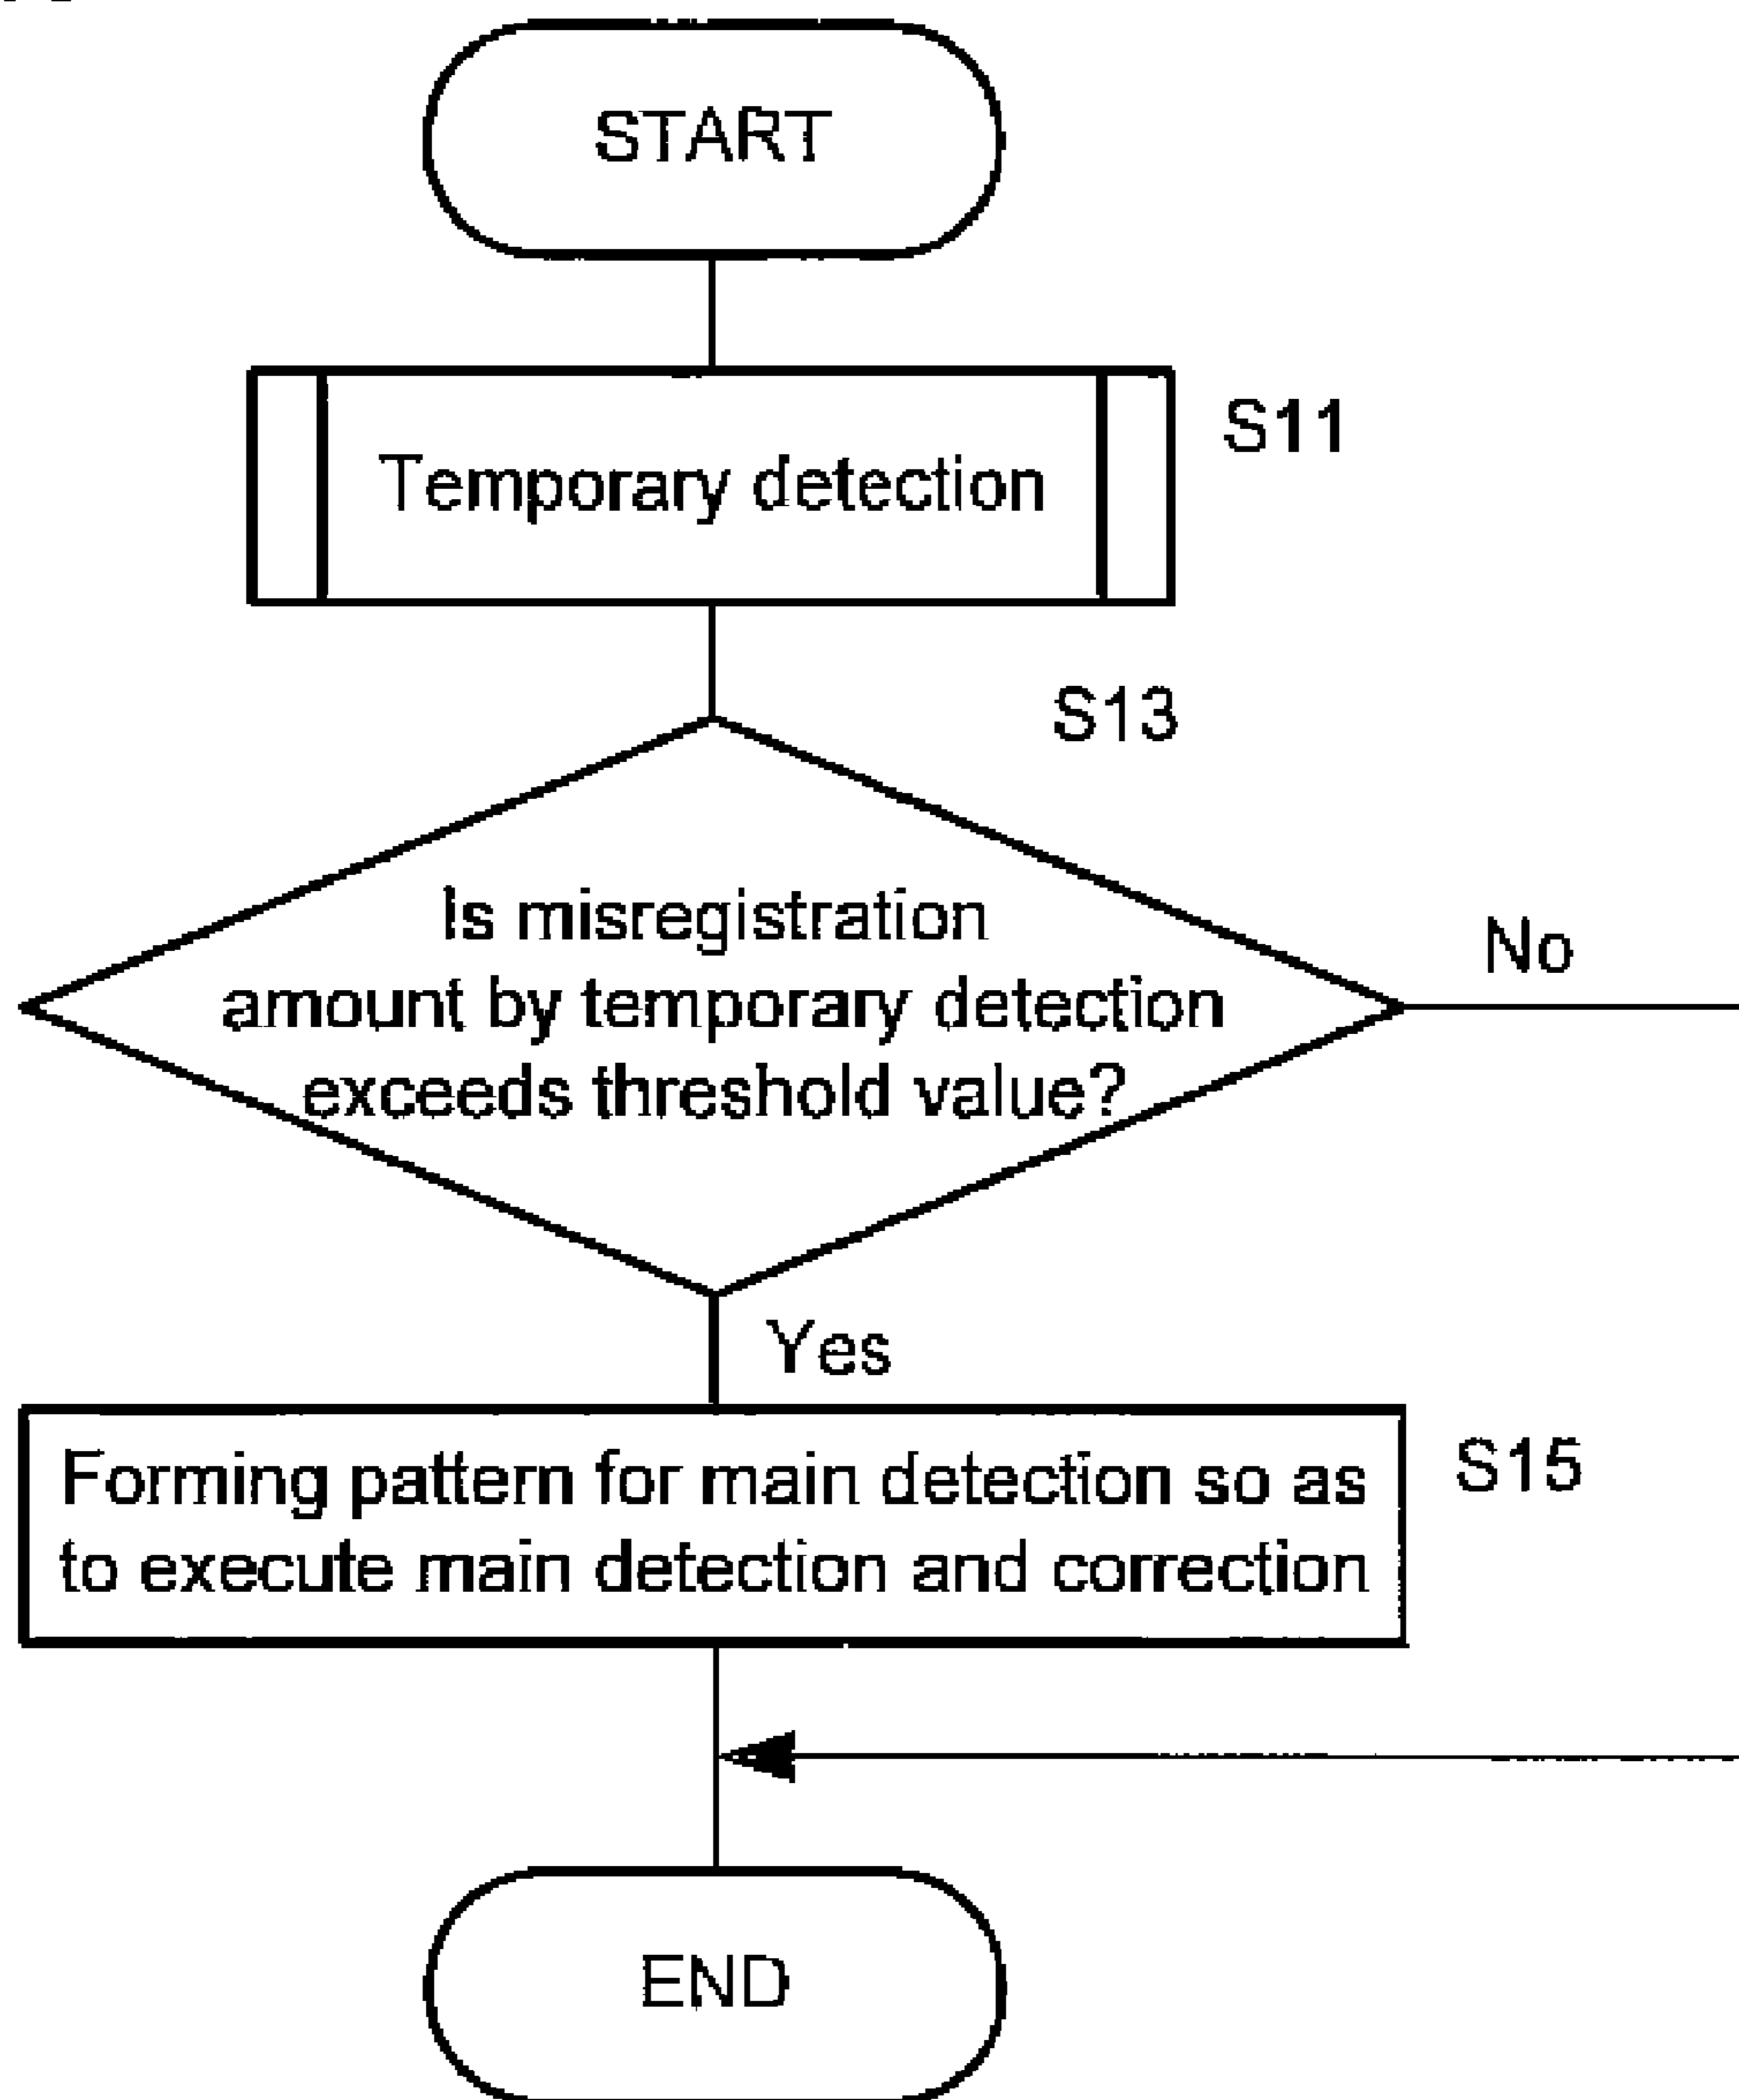 START
Temporary detection
S11
S13
Is misregistration
amount by temporary detection
exceeds threshold value?
No
Yes
Forming pattern for main detection so as
to execute main detection and correction
S15
END